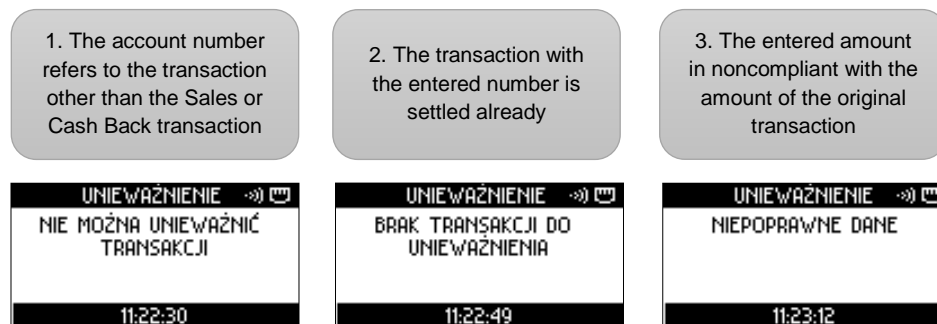 1. The account number
refers to the transaction
other than the Sales or
Cash Back transaction
2. The transaction with
the entered number is
settled already
3. The entered amount
in noncompliant with the
amount of the original
transaction
UNIEWAŻNIENIE
NIE MOŻNA UNIEWAŻNIĆ
TRANSAKCJI
11:22:30
UNIEWAŻNIENIE
BRAK TRANSAKCJI DO
UNIEWAŻNIENIA
11:22:49
UNIEWAŻNIENIE
NIEPOPRAWNE DANE
11:23:12